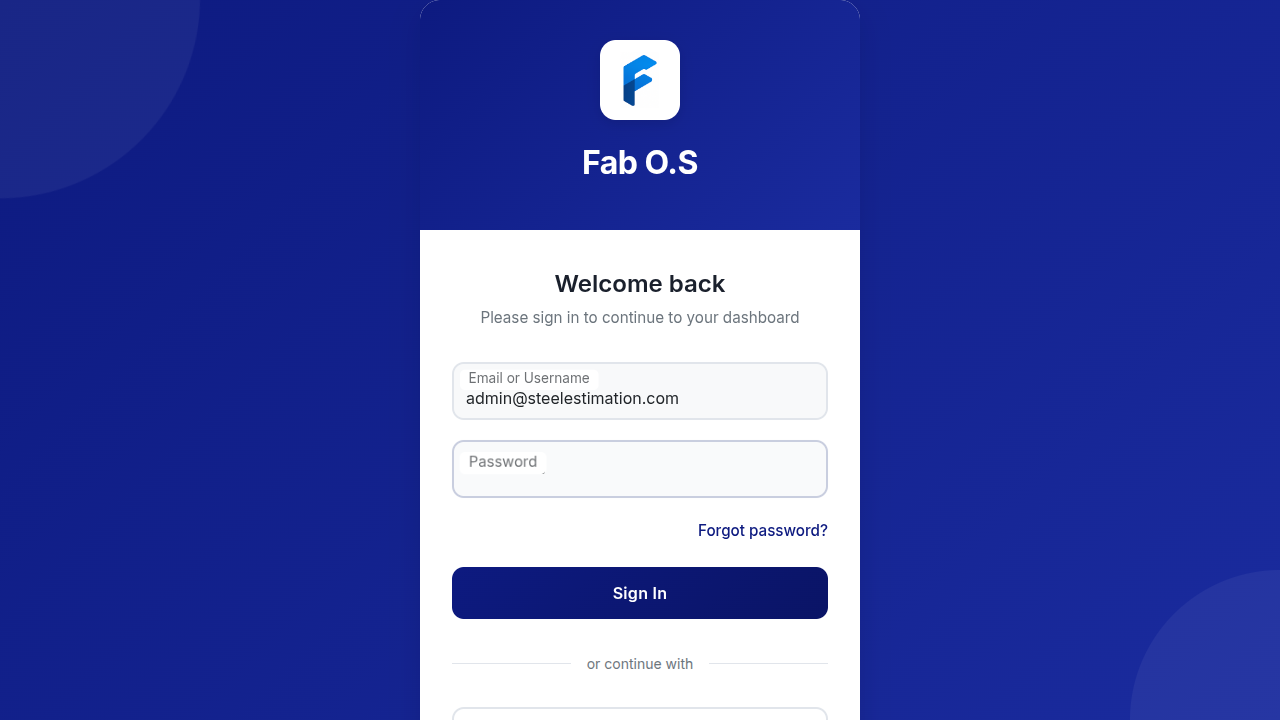 Fab O.S
Welcome back
Please sign in to continue to your dashboard
Email or Username
admin@steelestimation.com
Password
Forgot password?
Sign In
or continue with